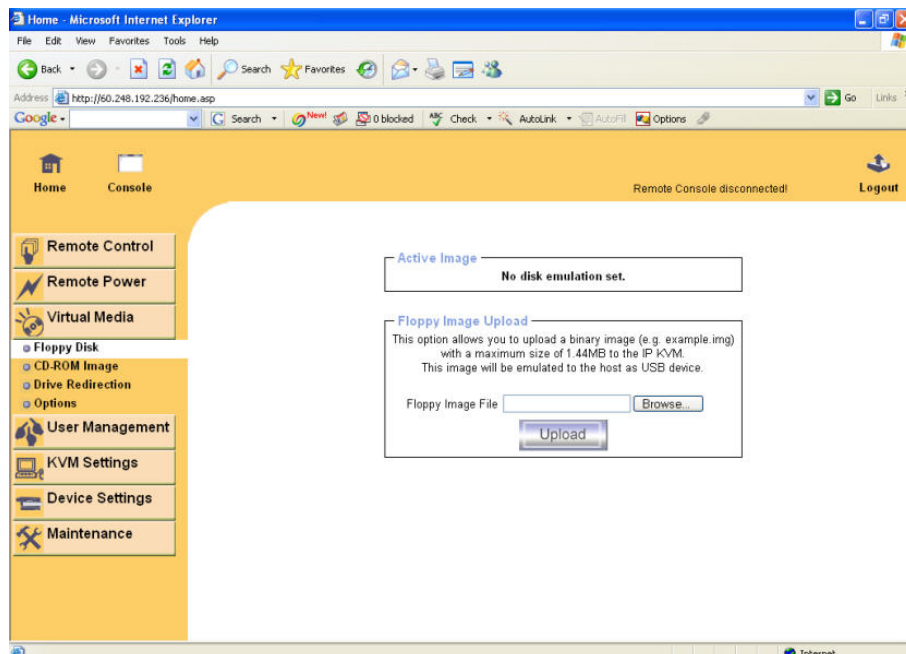 Home - Microsoft Internet Explorer
File Edit View Favorites Tools Help
Back Search Favorites
Address http://60.248.192.236/home.asp Go Links
Google Search New! 0 blocked ABC Check AutoLink AutoFill Options
Home Console Remote Console disconnected! Logout
Remote Control
Remote Power
Virtual Media
Floppy Disk
CD-ROM Image
Drive Redirection
Options
User Management
KVM Settings
Device Settings
Maintenance
Active Image
No disk emulation set.
Floppy Image Upload
This option allows you to upload a binary image (e.g. example.img)
with a maximum size of 1.44MB to the IP KVM.
This image will be emulated to the host as USB device.
Floppy Image File Browse...
Upload
Internet